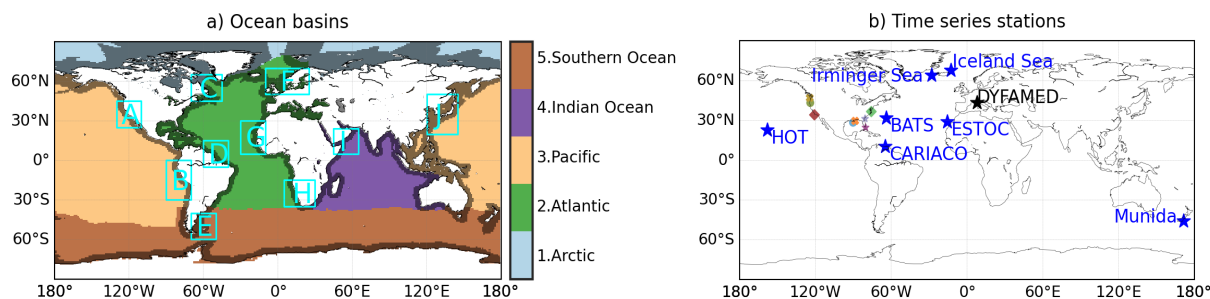 a) Ocean basins
60°N
30°N
0°
30°S
60°S
180° 120°W 60°W 0° 60°E 120°E 180°
A
B
C
D
E
F
G
H
I
J
5.Southern Ocean
4.Indian Ocean
3.Pacific
2.Atlantic
1.Arctic
b) Time series stations
60°N
30°N
0°
30°S
60°S
180° 120°W 60°W 0° 60°E 120°E 180°
Irminger Sea
Iceland Sea
DYFAMED
HOT
BATS
ESTOC
CARIACO
Munida